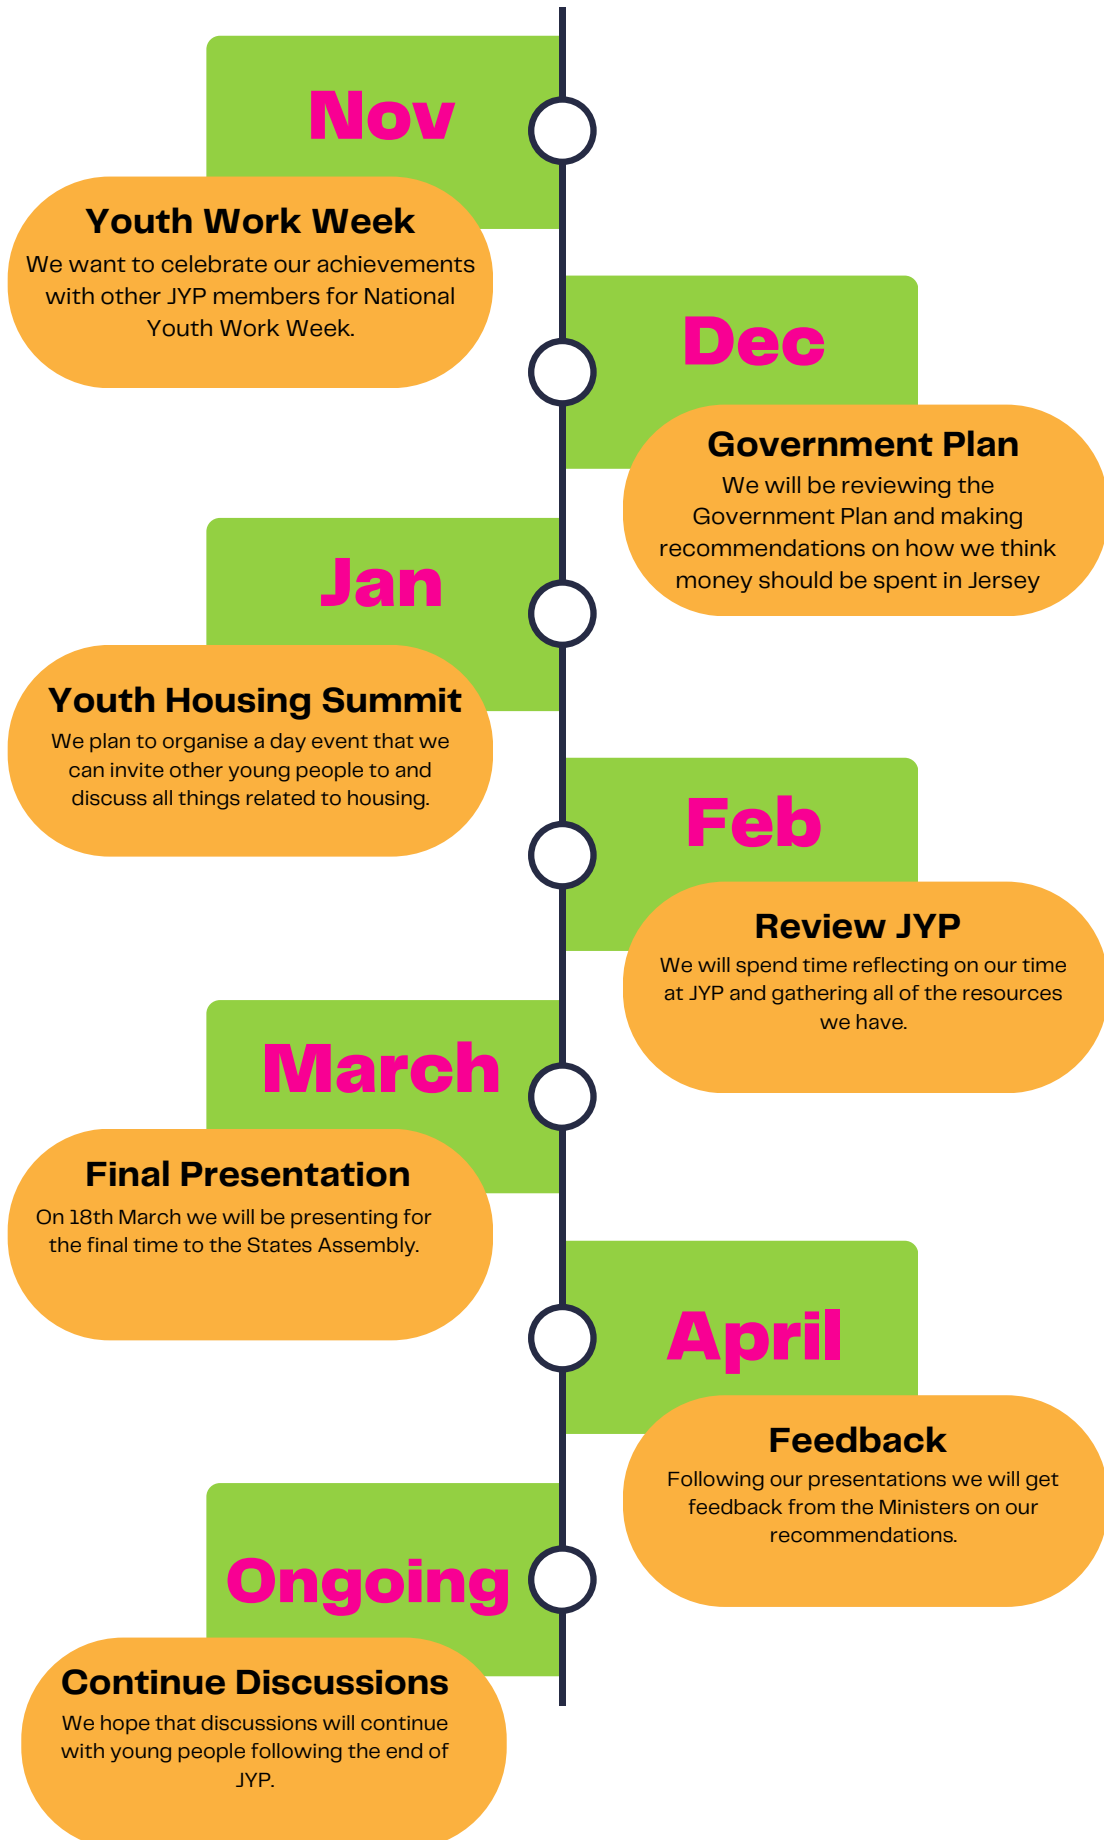 Nov
Youth Work Week
We want to celebrate our achievements
with other JYP members for National
Youth Work Week.
Dec
Government Plan
We will be reviewing the
Government Plan and making
recommendations on how we think
money should be spent in Jersey
Jan
Youth Housing Summit
We plan to organise a day event that we
can invite other young people to and
discuss all things related to housing.
Feb
Review JYP
We will spend time reflecting on our time
at JYP and gathering all of the resources
we have.
March
Final Presentation
On 18th March we will be presenting for
the final time to the States Assembly.
April
Feedback
Following our presentations we will get
feedback from the Ministers on our
recommendations.
Ongoing
Continue Discussions
We hope that discussions will continue
with young people following the end of
JYP.